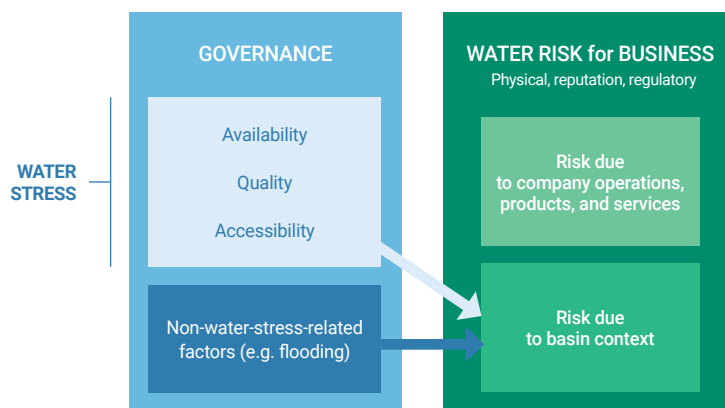 GOVERNANCE
WATER
STRESS
Availability
Quality
Accessibility
Non-water-stress-related
factors (e.g. flooding)
WATER RISK for BUSINESS
Physical, reputation, regulatory
Risk due
to company operations,
products, and services
Risk due
to basin context